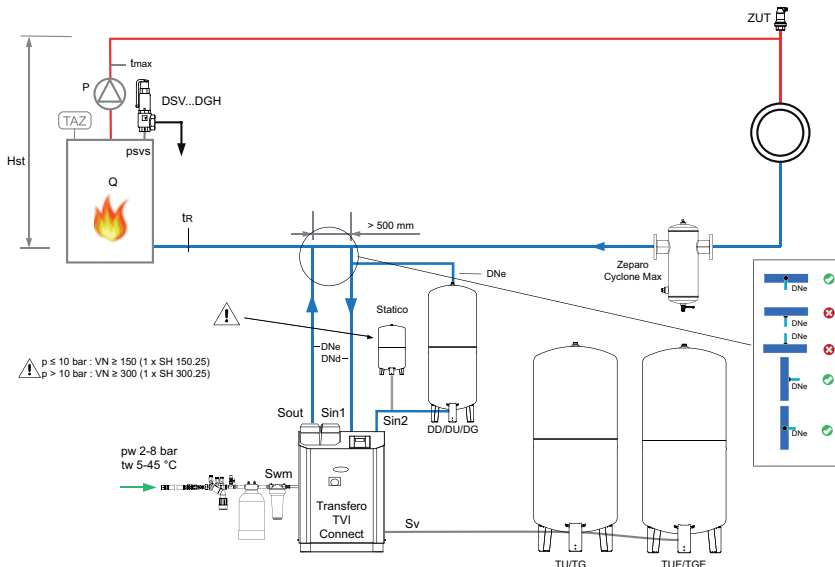 ZUT
tmax
P
DSV...DGH
TAZ
psvs
Hst
Q
tR
> 500 mm
DNe
Zeparo
Cyclone Max
DNe
DNe
DNe
DNe
DNe
Statico
p ≤ 10 bar : VN ≥ 150 (1 x SH 150.25)
p > 10 bar : VN ≥ 300 (1 x SH 300.25)
DNe
DNd
Sout
Sin1
Sin2
DD/DU/DG
pw 2-8 bar
tw 5-45 °C
Swm
Transfero
TVI
Connect
Sv
TU/TG
TUE/TGE